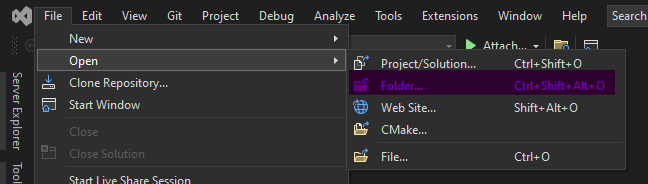 File Edit View Git Project Debug Analyze Tools Extensions Window Help Search
New Attach...
Open Project/Solution... Ctrl+Shift+O
Clone Repository... Folder... Ctrl+Shift+Alt+O
Start Window Web Site... Shift+Alt+O
Close CMake...
Close Solution File... Ctrl+O
Start Live Share Session
Server Explorer
Tool